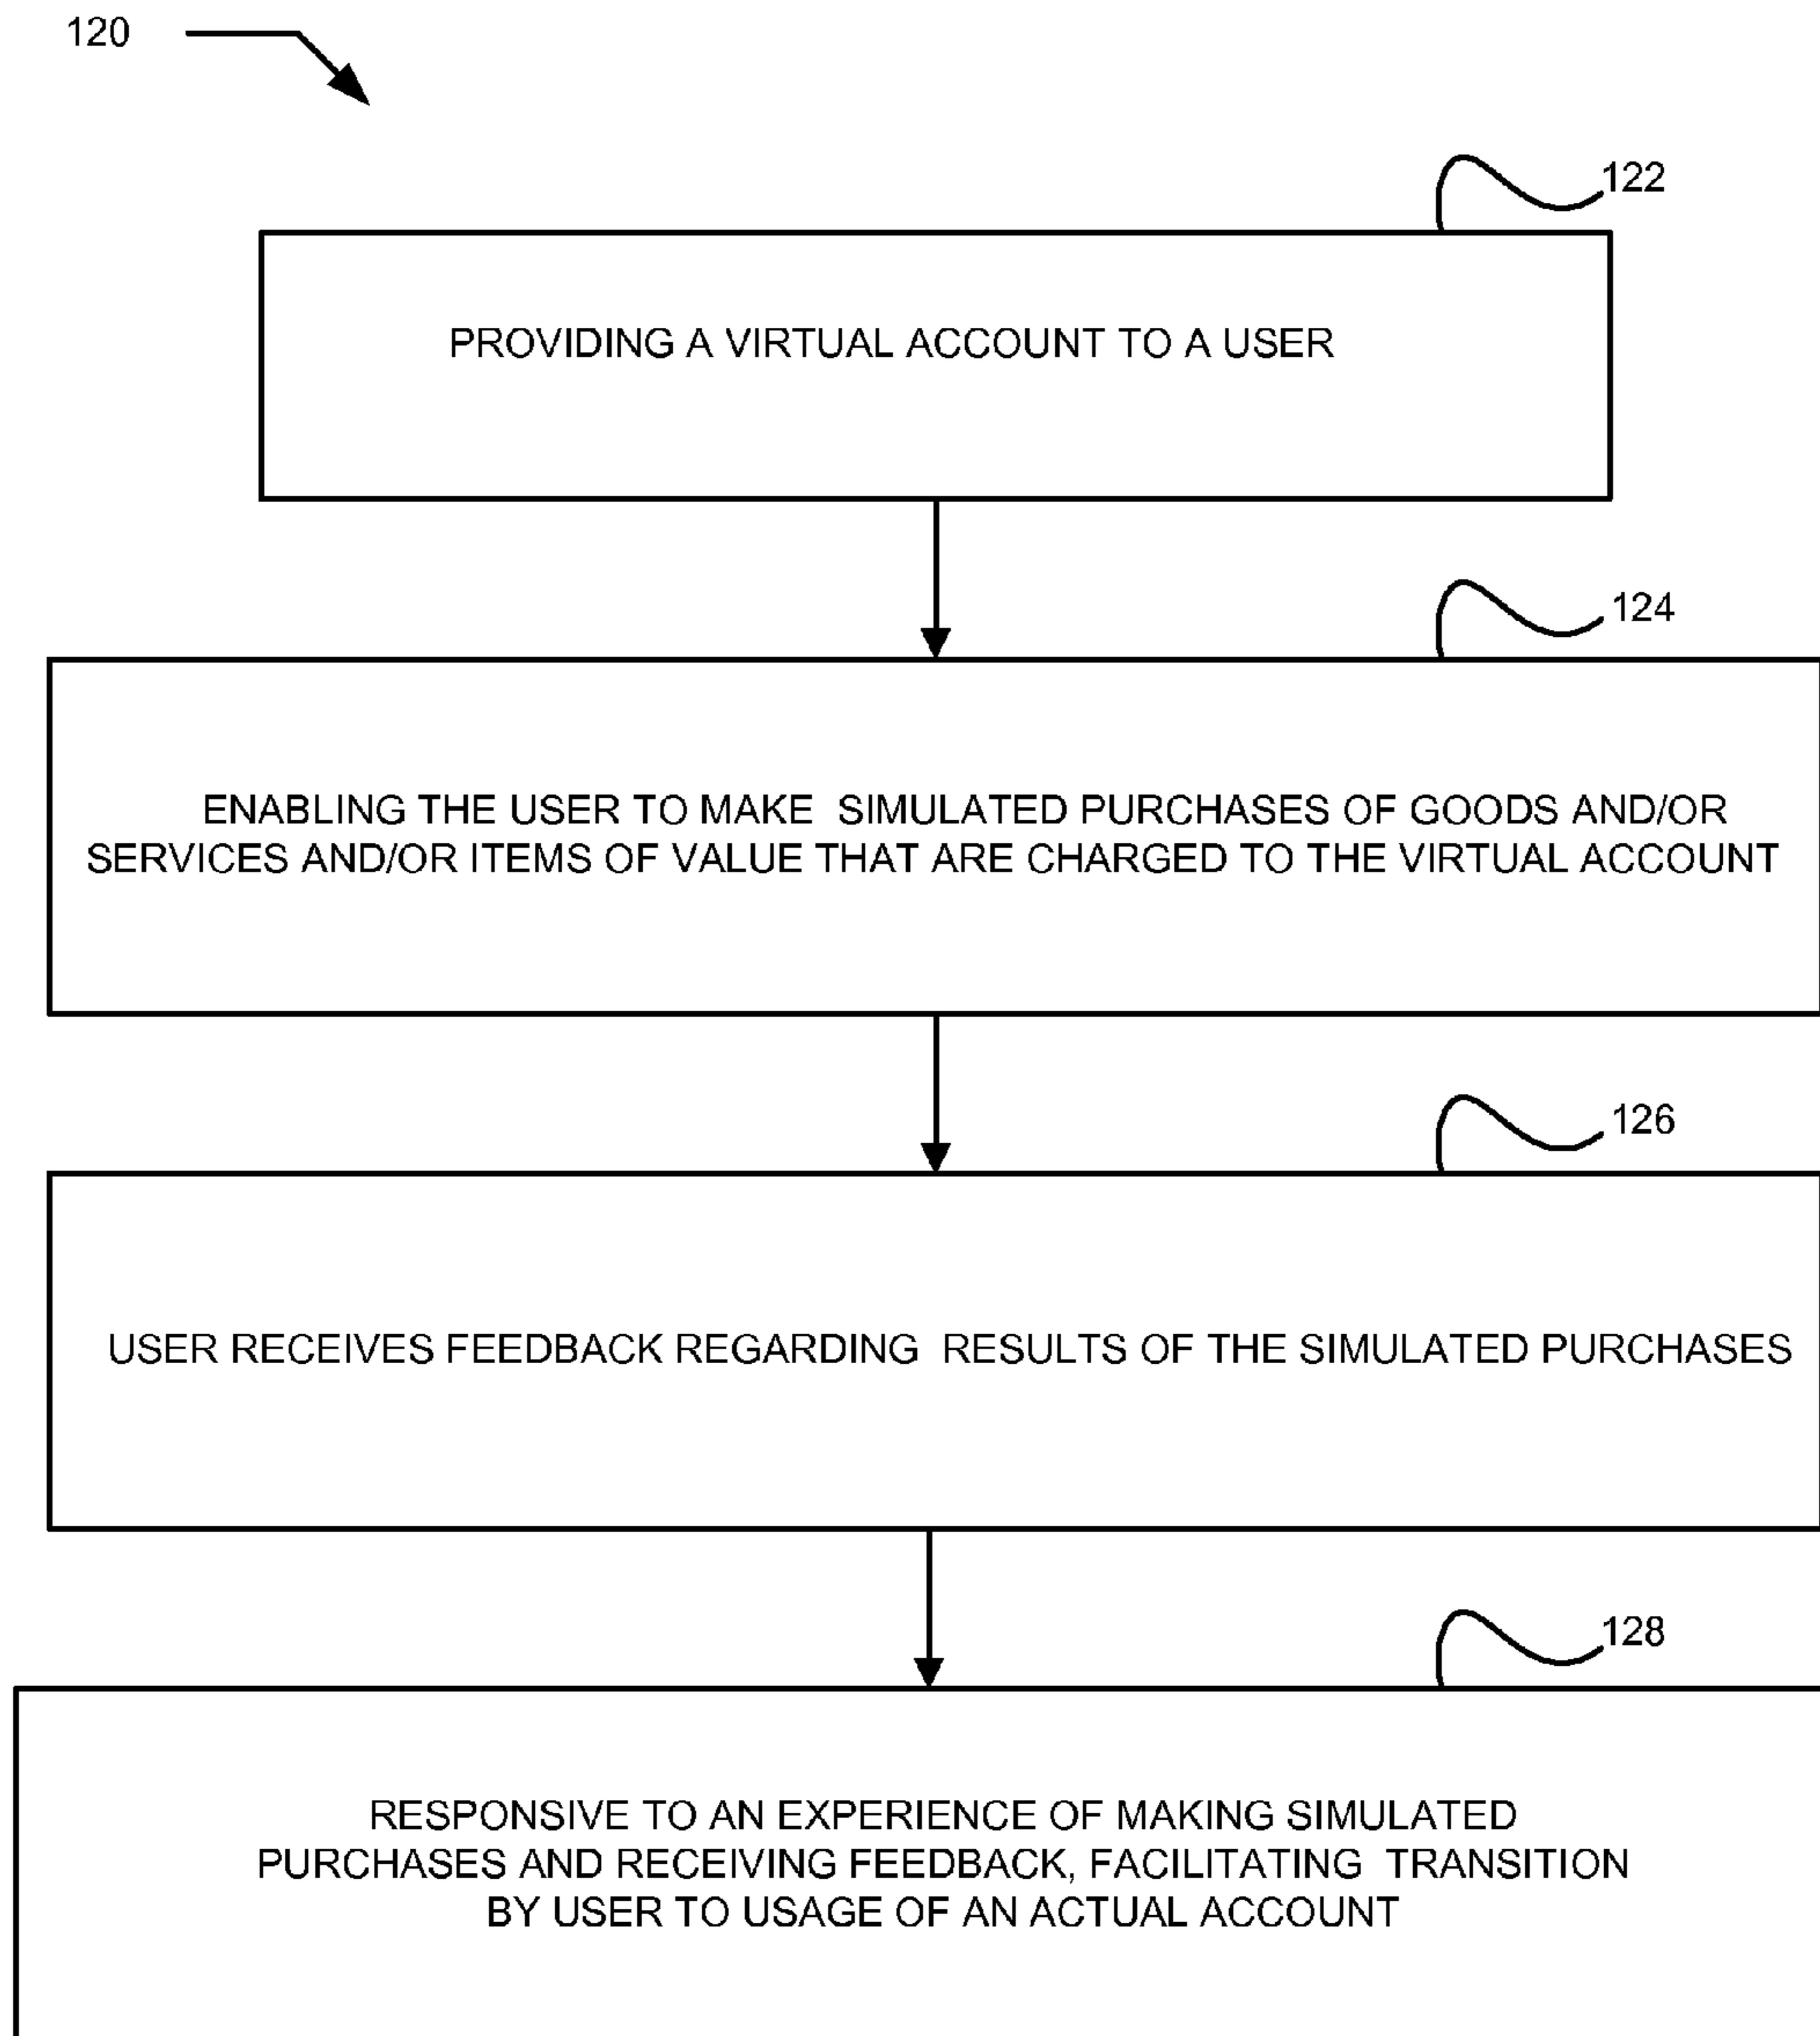 120
122
PROVIDING A VIRTUAL ACCOUNT TO A USER
124
ENABLING THE USER TO MAKE SIMULATED PURCHASES OF GOODS AND/OR
SERVICES AND/OR ITEMS OF VALUE THAT ARE CHARGED TO THE VIRTUAL ACCOUNT
126
USER RECEIVES FEEDBACK REGARDING RESULTS OF THE SIMULATED PURCHASES
128
RESPONSIVE TO AN EXPERIENCE OF MAKING SIMULATED
PURCHASES AND RECEIVING FEEDBACK, FACILITATING TRANSITION
BY USER TO USAGE OF AN ACTUAL ACCOUNT